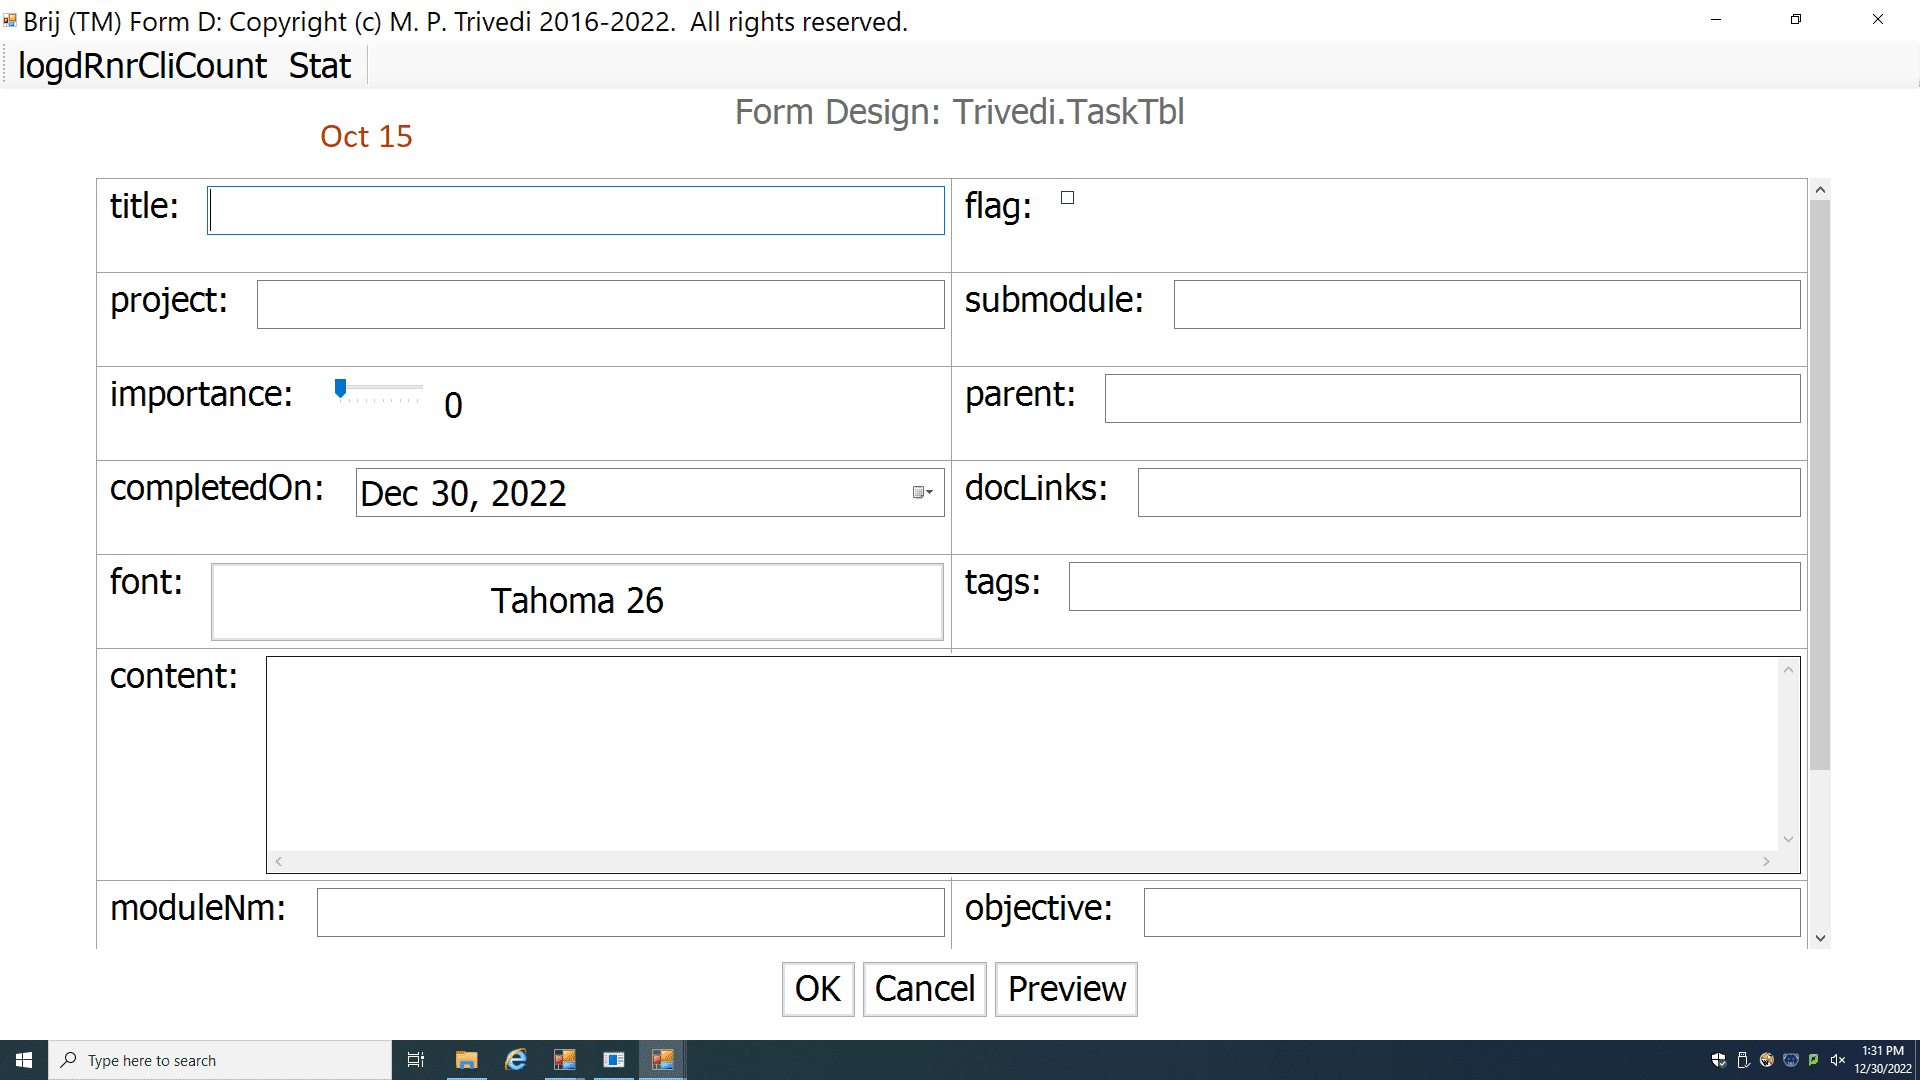 Brij (TM) Form D: Copyright (c) M. P. Trivedi 2016-2022.  All rights reserved.
logdRnrCliCount Stat
Form Design: Trivedi.TaskTbl
Oct 15
title:
flag:
project:
submodule:
importance: 0
parent:
completedOn: Dec 30, 2022
docLinks:
font: Tahoma 26
tags:
content:
moduleNm:
objective:
OK Cancel Preview
Type here to search
1:31 PM
12/30/2022